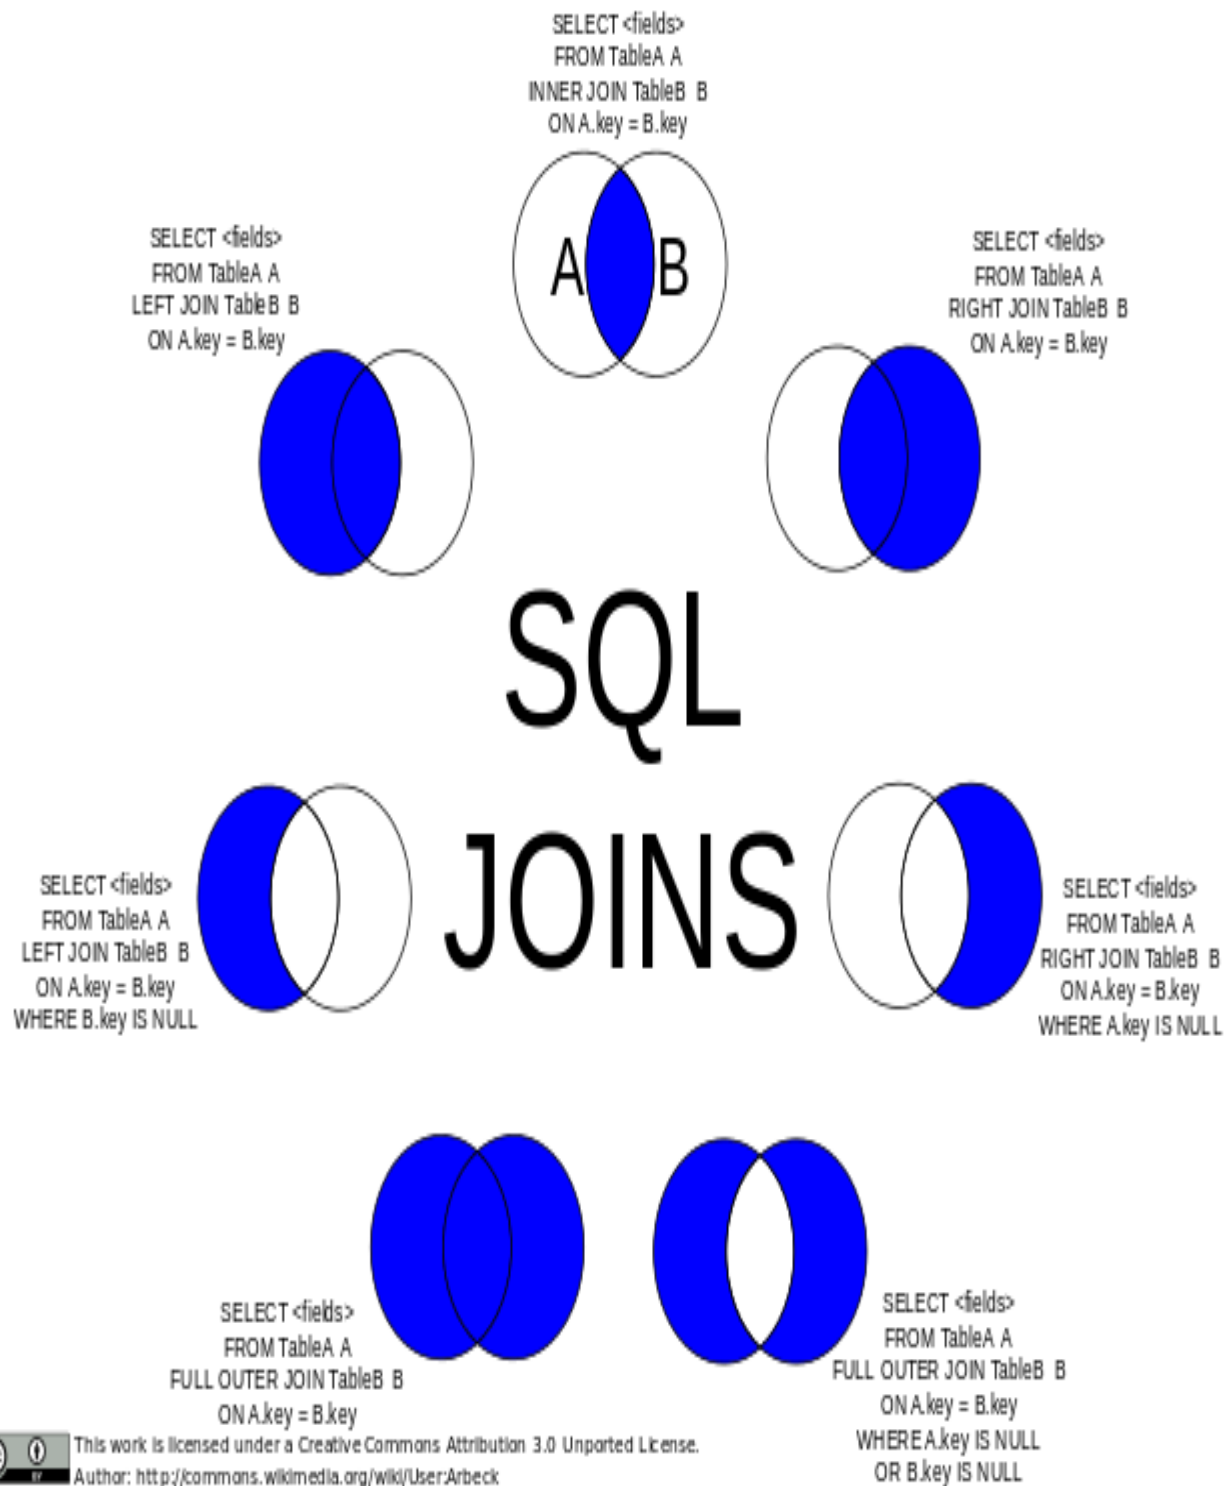 SELECT <fields>
FROM TableA A
INNER JOIN TableB B
ON A.key = B.key
A B
SELECT <fields>
FROM TableA A
LEFT JOIN TableB B
ON A.key = B.key
SELECT <fields>
FROM TableA A
RIGHT JOIN TableB B
ON A.key = B.key
SQL
JOINS
SELECT <fields>
FROM TableA A
LEFT JOIN TableB B
ON A.key = B.key
WHERE B.key IS NULL
SELECT <fields>
FROM TableA A
RIGHT JOIN TableB B
ON A.key = B.key
WHERE A.key IS NULL
SELECT <fields>
FROM TableA A
FULL OUTER JOIN TableB B
ON A.key = B.key
SELECT <fields>
FROM TableA A
FULL OUTER JOIN TableB B
ON A.key = B.key
WHERE A.key IS NULL
OR B.key IS NULL
BY
This work is licensed under a Creative Commons Attribution 3.0 Unported License.
Author: http://commons.wikimedia.org/wiki/User:Arbeck